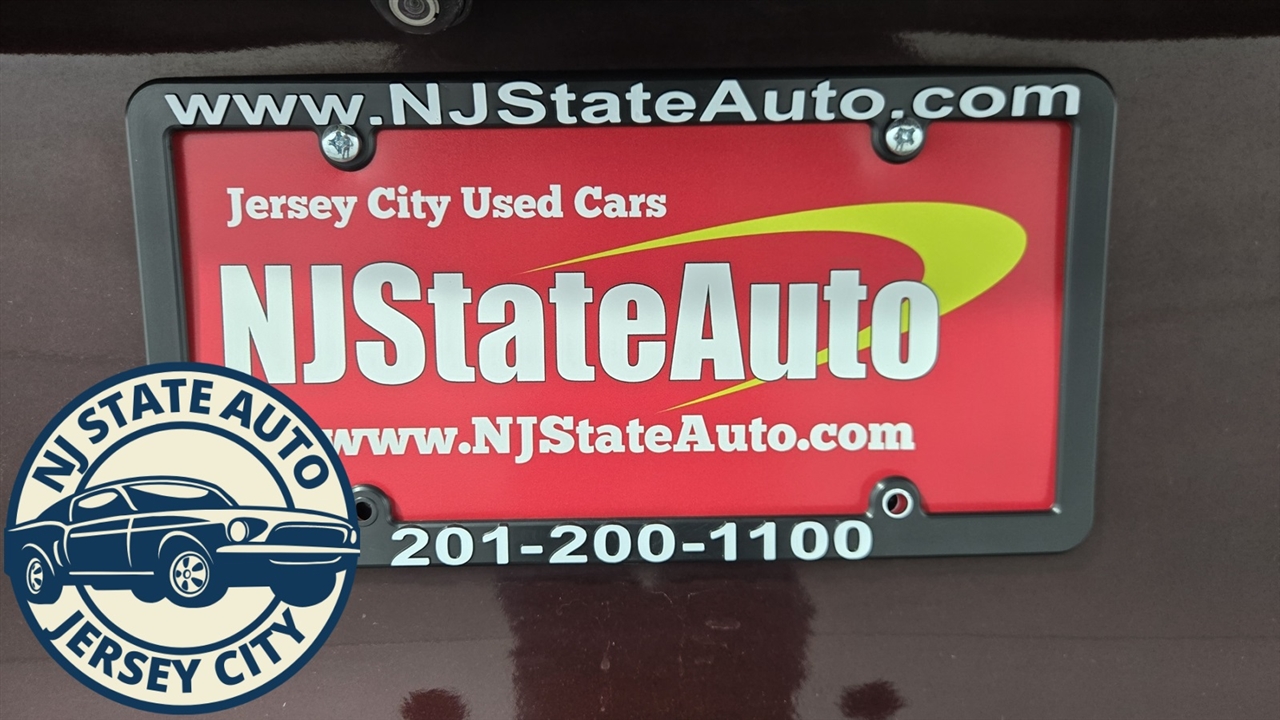 www.NJStateAuto.com
Jersey City Used Cars
NJStateAuto
www.NJStateAuto.com
201-200-1100
NJ STATE AUTO
JERSEY CITY